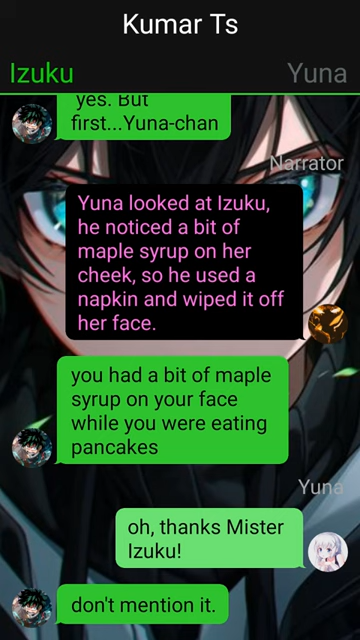 Kumar Ts
Izuku
Yuna
yes. But
first...Yuna-chan
Narrator
Yuna looked at Izuku,
he noticed a bit of
maple syrup on her
cheek, so he used a
napkin and wiped it off
her face.
you had a bit of maple
syrup on your face
while you were eating
pancakes
Yuna
oh, thanks Mister
Izuku!
don't mention it.